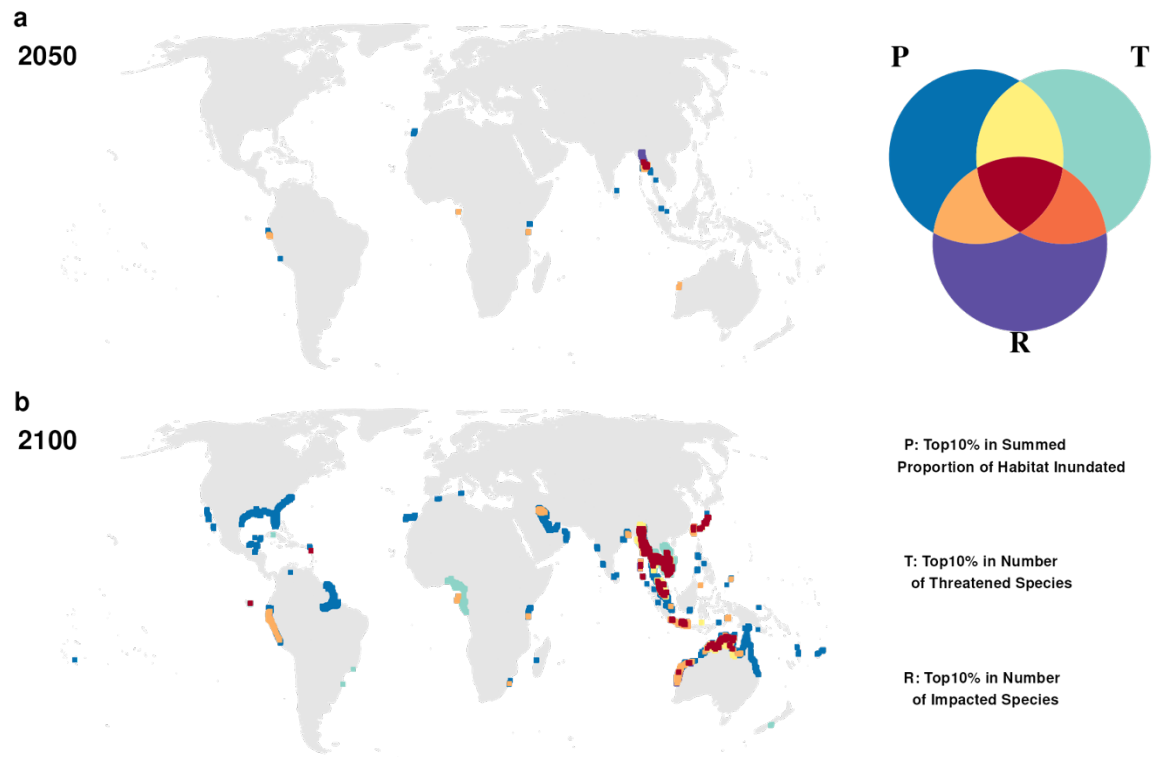 a
2050
P
T
R
b
2100
P: Top10% in Summed
Proportion of Habitat Inundated
T: Top10% in Number
of Threatened Species
R: Top10% in Number
of Impacted Species